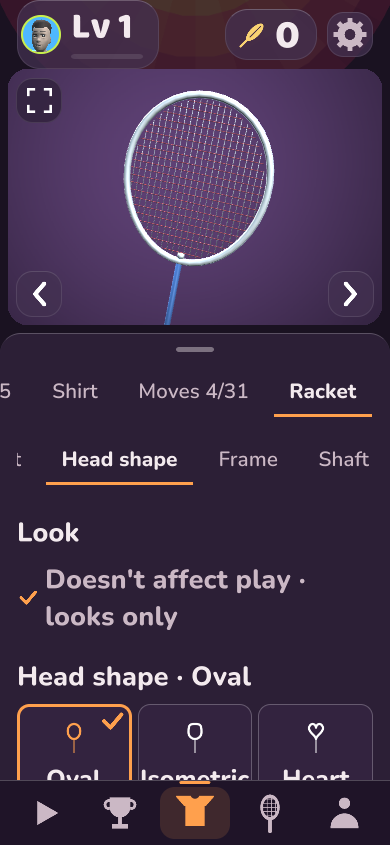 Lv 1
0
5 Shirt Moves 4/31 Racket
t Head shape Frame Shaft
Look
Doesn't affect play ·
looks only
Head shape · Oval
Oval Isometric Heart